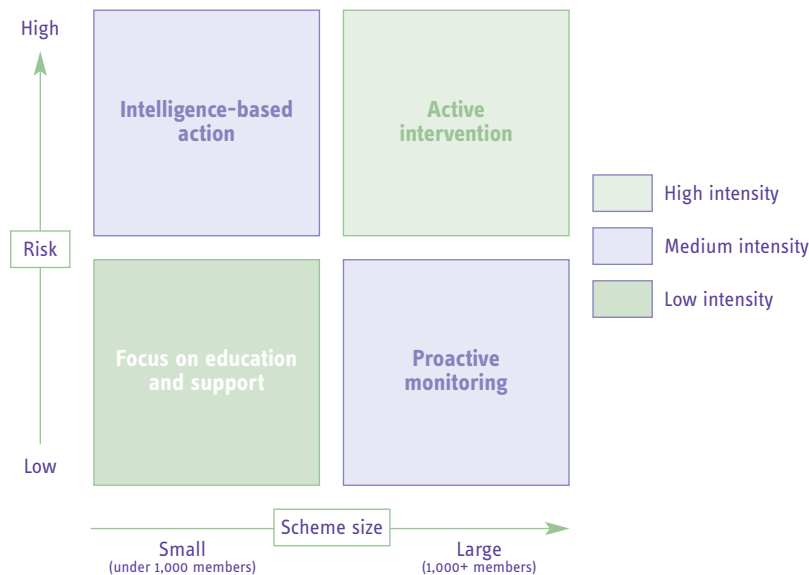 High
Intelligence-based
action
Active
intervention
High intensity
Risk
Medium intensity
Low intensity
Focus on education
and support
Proactive
monitoring
Low
Scheme size
Small
(under 1,000 members)
Large
(1,000+ members)